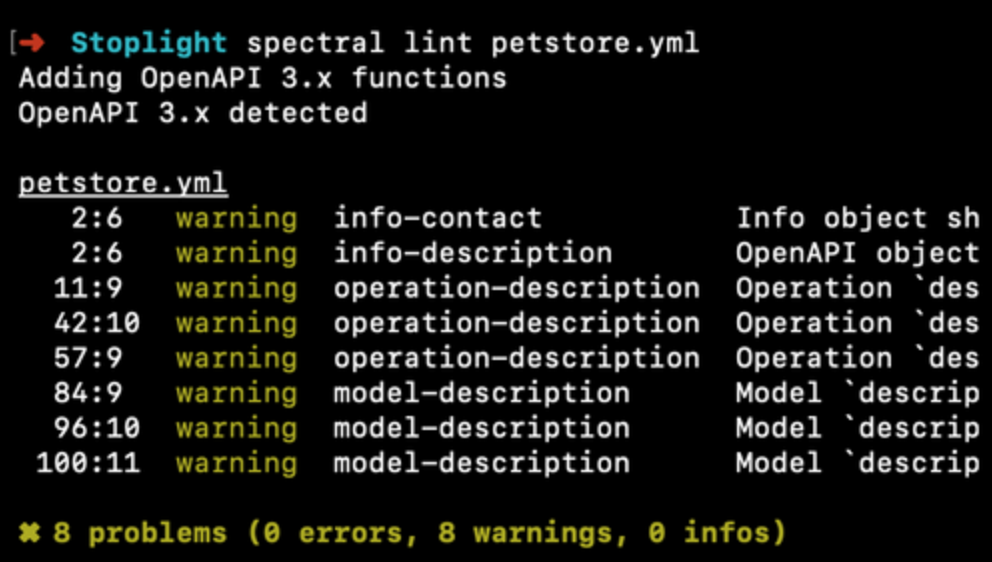 [➜ Stoplight spectral lint petstore.yml
Adding OpenAPI 3.x functions
OpenAPI 3.x detected
petstore.yml
2:6 warning info-contact Info object sh
2:6 warning info-description OpenAPI object
11:9 warning operation-description Operation `des
42:10 warning operation-description Operation `des
57:9 warning operation-description Operation `des
84:9 warning model-description Model `descrip
96:10 warning model-description Model `descrip
100:11 warning model-description Model `descrip
✖ 8 problems (0 errors, 8 warnings, 0 infos)